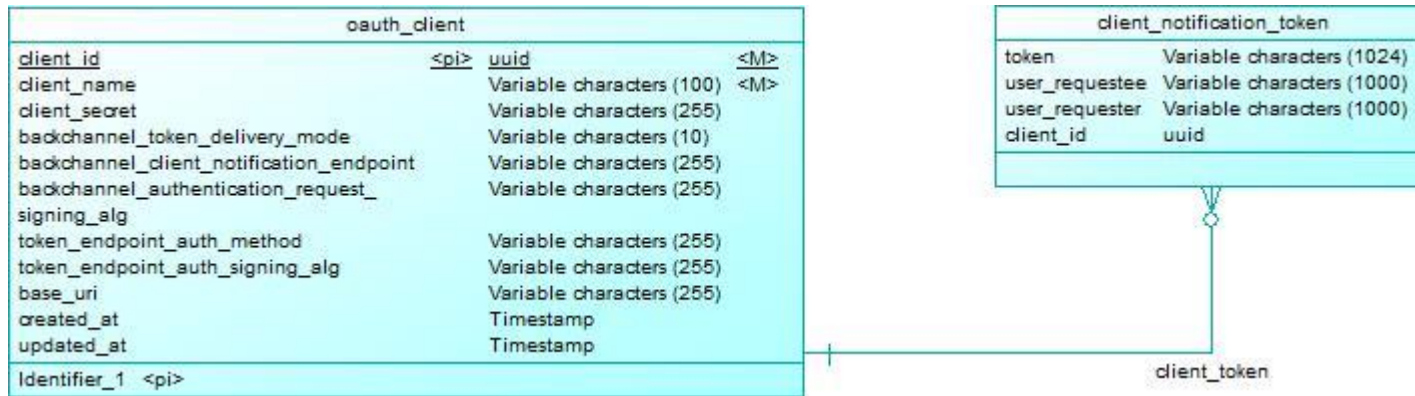 oauth_client
client_id <pi> uuid <M>
client_name Variable characters (100) <M>
client_secret Variable characters (255)
backchannel_token_delivery_mode Variable characters (10)
backchannel_client_notification_endpoint Variable characters (255)
backchannel_authentication_request_ Variable characters (255)
signing_alg
token_endpoint_auth_method Variable characters (255)
token_endpoint_auth_signing_alg Variable characters (255)
base_uri Variable characters (255)
created_at Timestamp
updated_at Timestamp
Identifier_1 <pi>
client_notification_token
token Variable characters (1024)
user_requestee Variable characters (1000)
user_requester Variable characters (1000)
client_id uuid
client_token